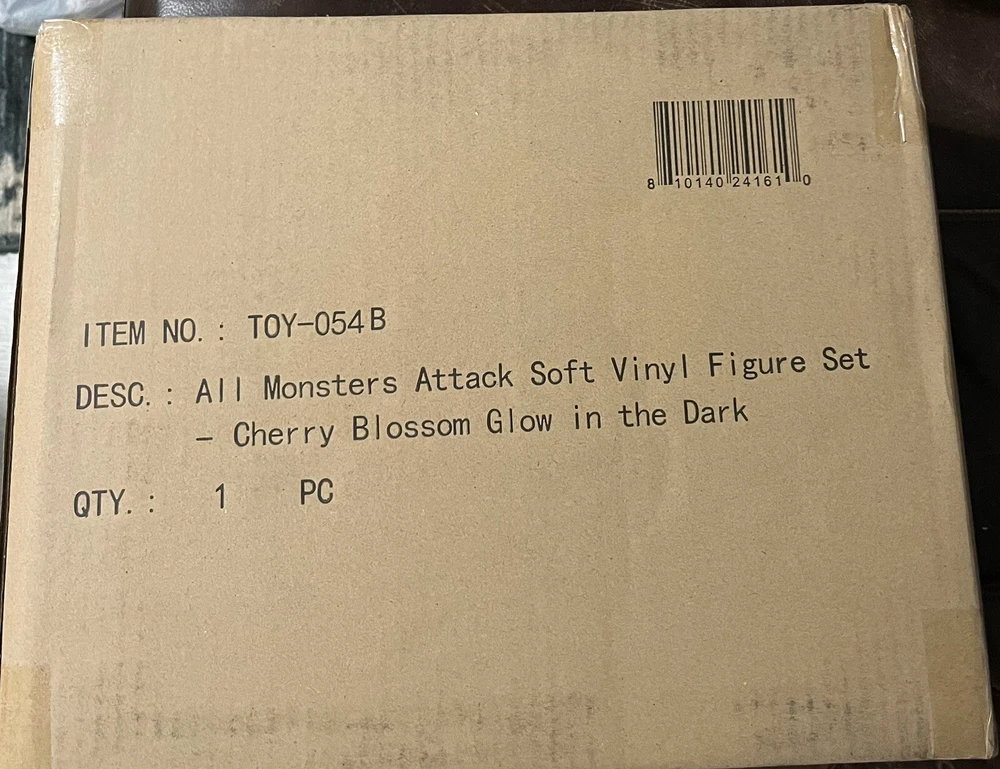 8 10140 24161 0
ITEM NO.: TOY-054B
DESC.: All Monsters Attack Soft Vinyl Figure Set
- Cherry Blossom Glow in the Dark
QTY.: 1 PC